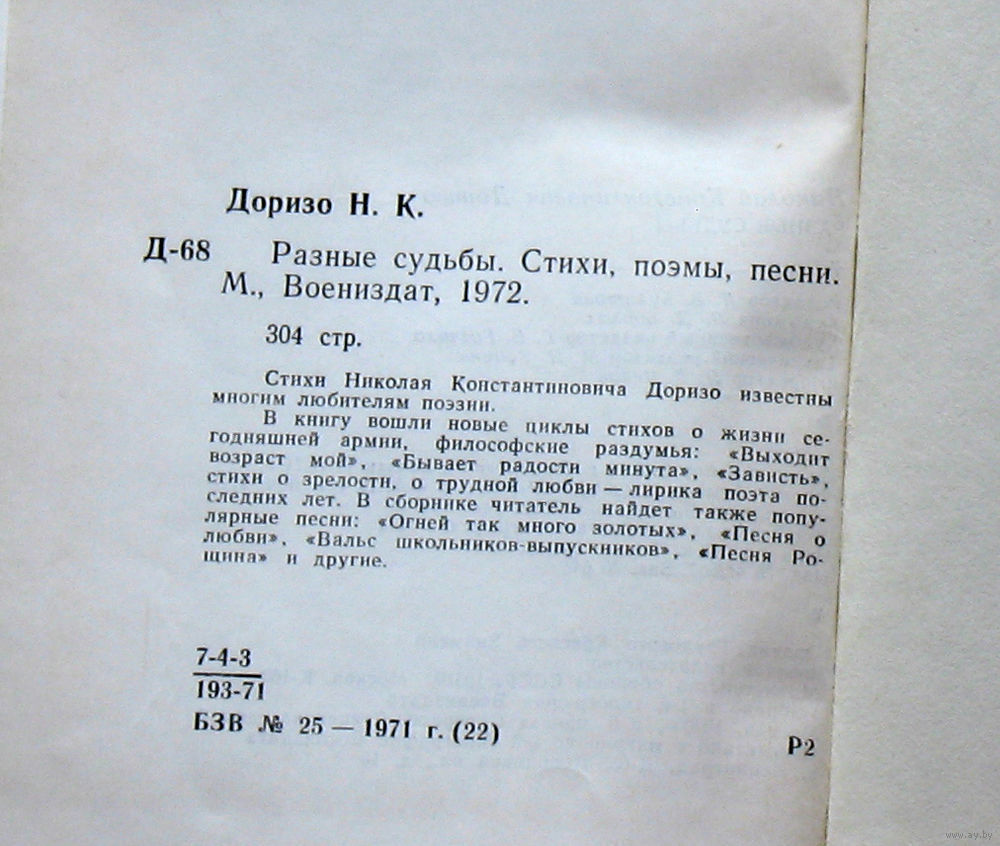 Доризо Н. К.
Д-68 Разные судьбы. Стихи, поэмы, песни.
М., Воениздат, 1972.
304 стр.
Стихи Николая Константиновича Доризо известны
многим любителям поэзии.
В книгу вошли новые циклы стихов о жизни се-
годняшней армии, философские раздумья: «Выходит
возраст мой», «Бывает радости минута», «Зависть»,
стихи о зрелости, о трудной любви — лирика поэта по-
следних лет. В сборнике читатель найдет также попу-
лярные песни: «Огней так много золотых», «Песня о
любви», «Вальс школьников-выпускников», «Песня Ро-
щина» и другие.
7-4-3
193-71
БЗВ № 25 — 1971 г. (22)
Р2
www.ay.by